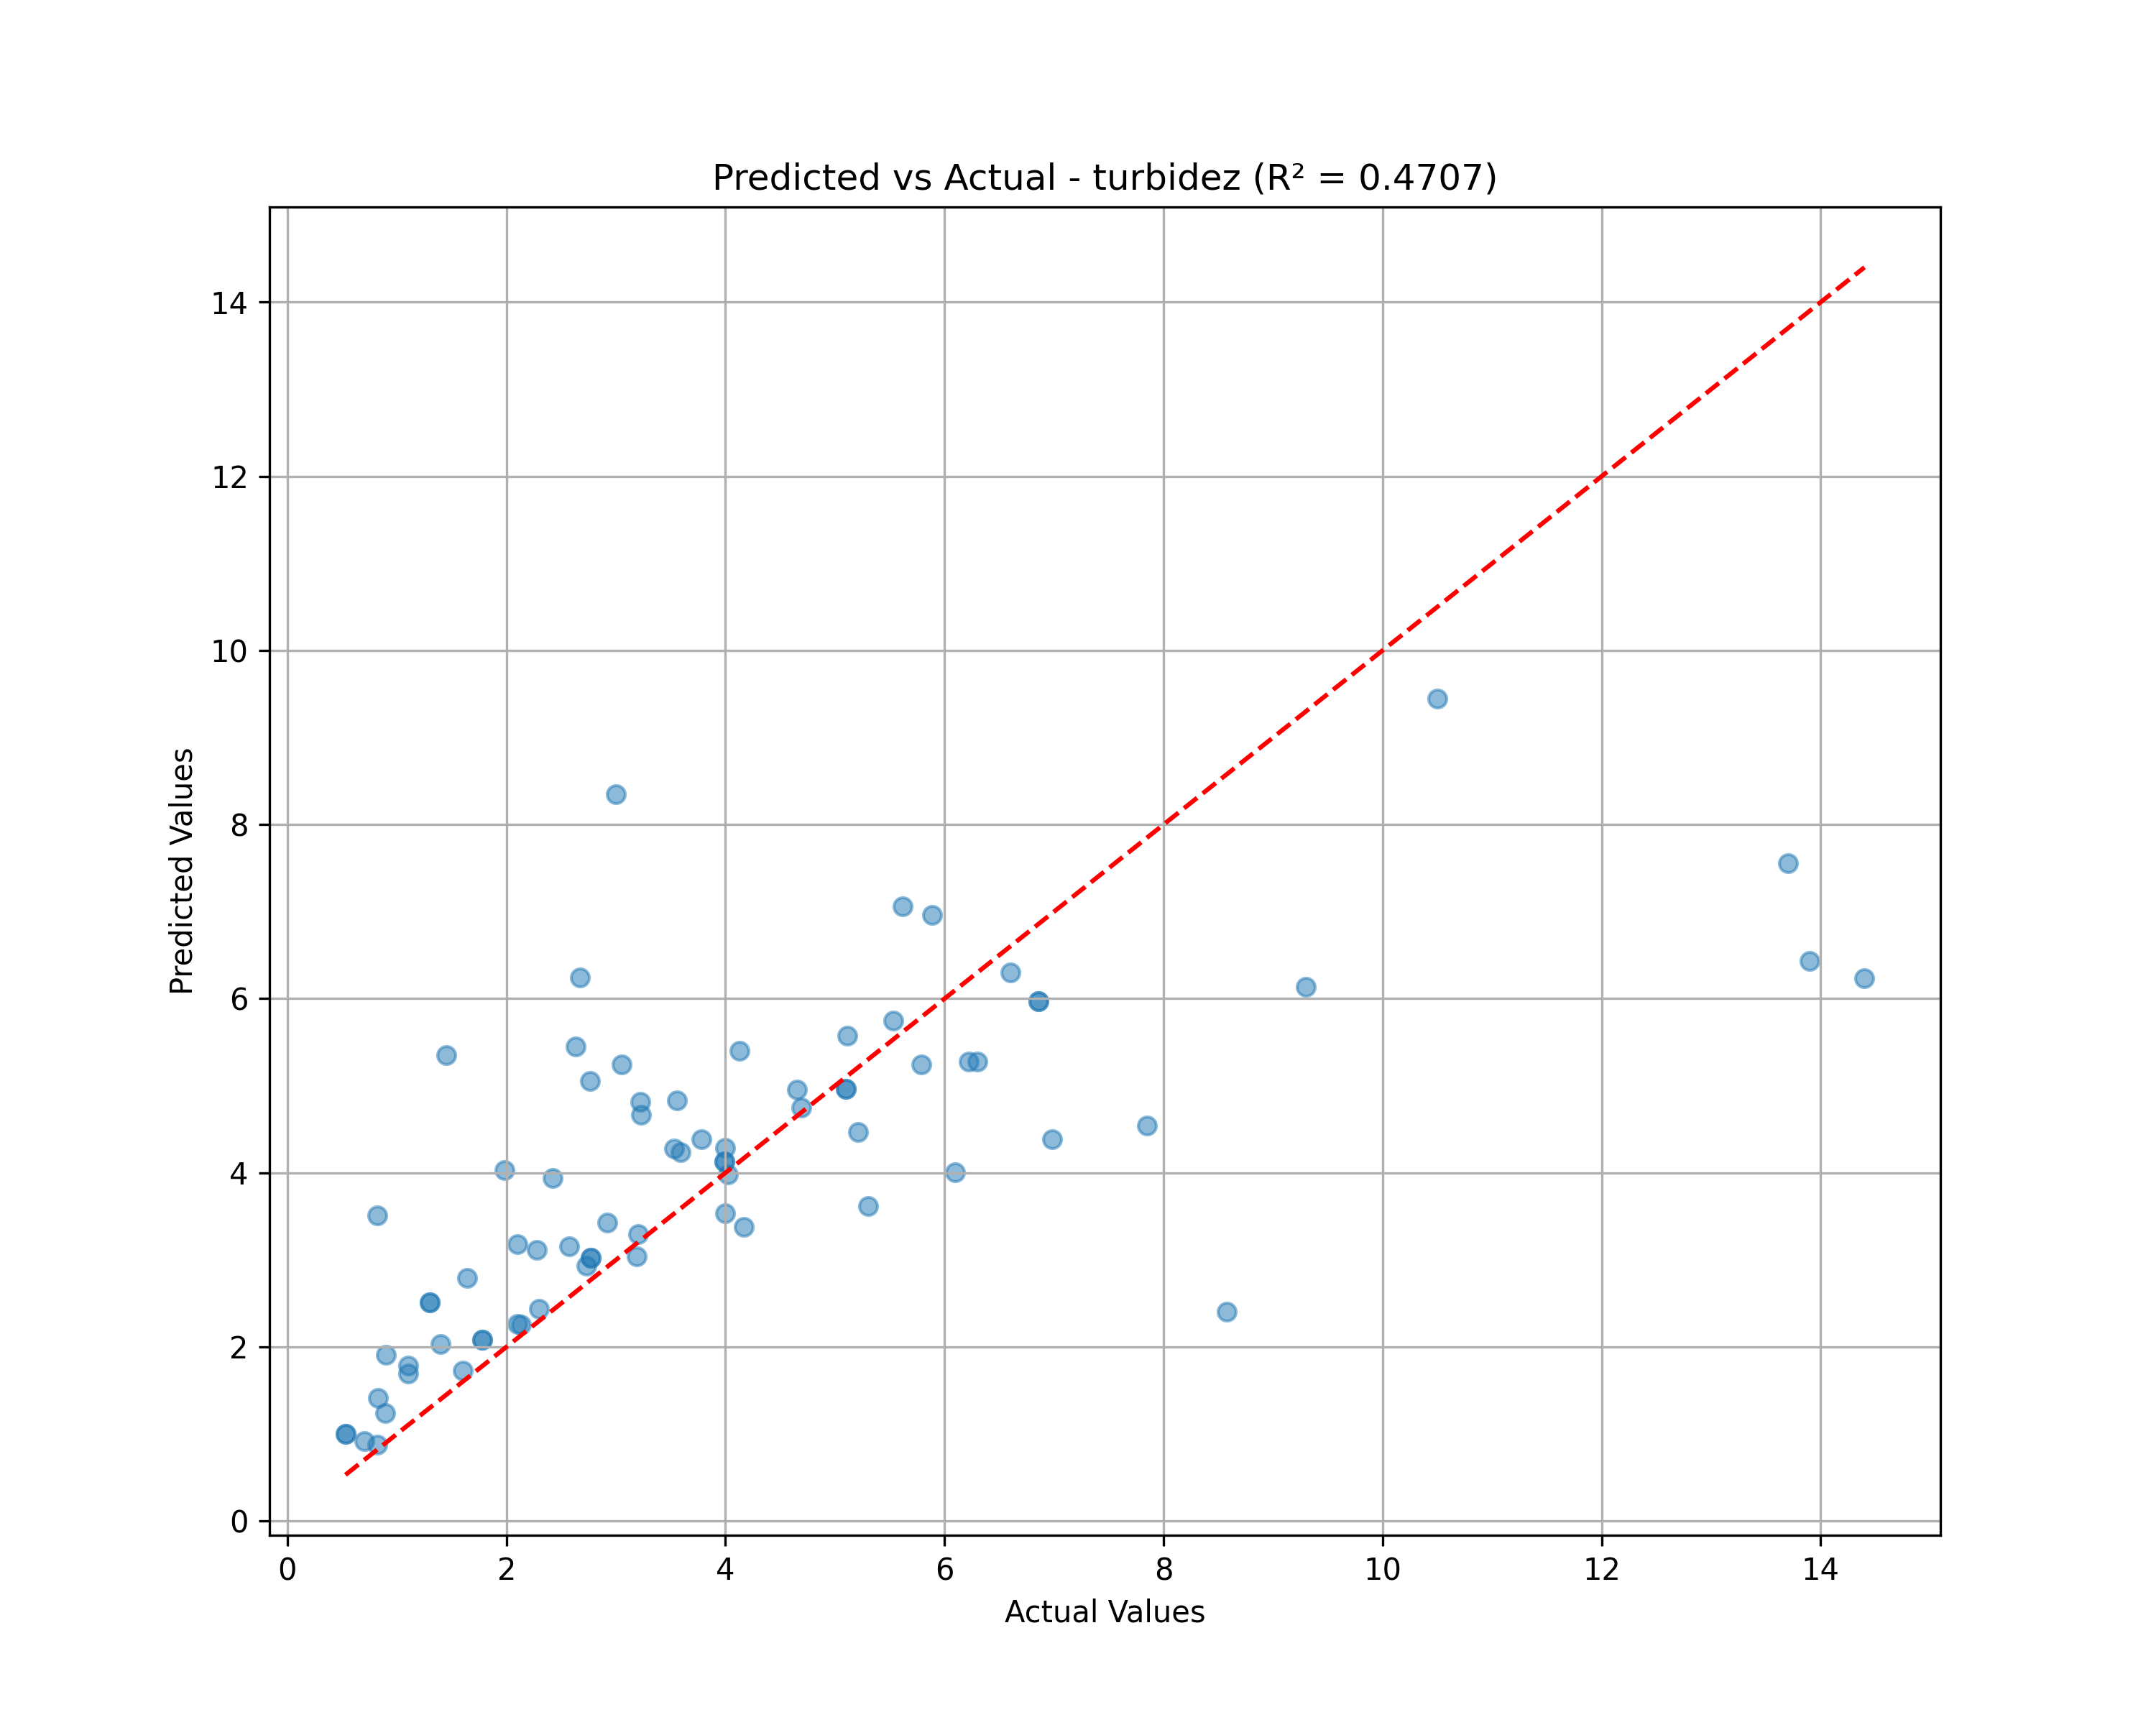 Predicted vs Actual - turbidez (R² = 0.4707)
Predicted Values
14
12
10
8
6
4
2
0
0 2 4 6 8 10 12 14
Actual Values